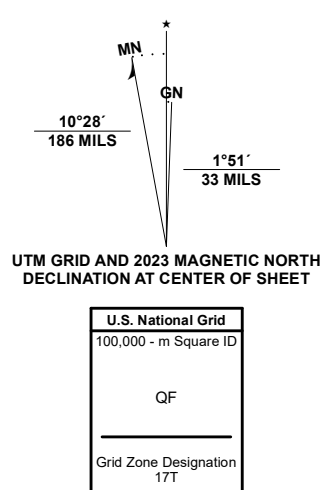 ★
MN
GN
10°28´
186 MILS
1°51´
33 MILS
UTM GRID AND 2023 MAGNETIC NORTH
DECLINATION AT CENTER OF SHEET
U.S. National Grid
100,000 - m Square ID
QF
Grid Zone Designation
17T